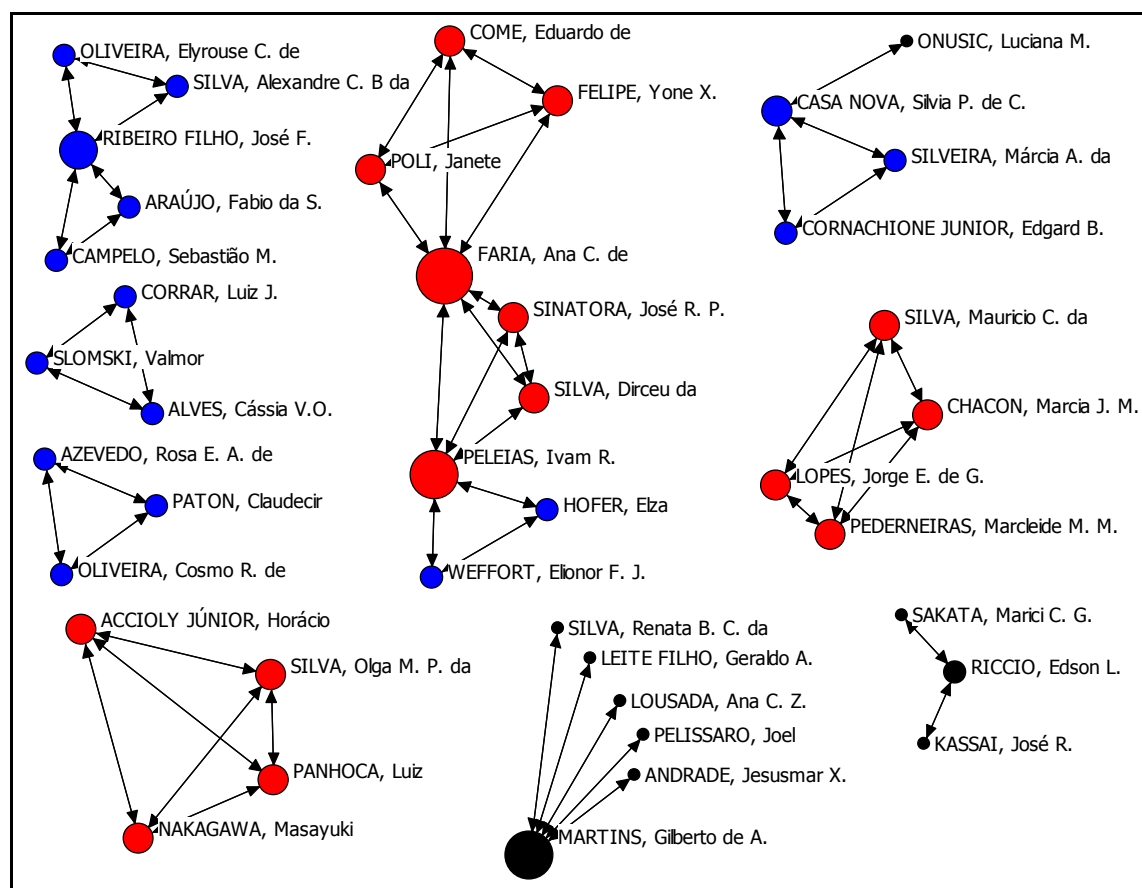 OLIVEIRA, Elyrouse C. de
SILVA, Alexandre C. B da
RIBEIRO FILHO, José F.
ARAÚJO, Fabio da S.
CAMPELO, Sebastião M.
CORRAR, Luiz J.
SLOMSKI, Valmor
ALVES, Cássia V.O.
AZEVEDO, Rosa E. A. de
PATON, Claudecir
OLIVEIRA, Cosmo R. de
COME, Eduardo de
FELIPE, Yone X.
POLI, Janete
FARIA, Ana C. de
SINATORA, José R. P.
SILVA, Dirceu da
PELEIAS, Ivam R.
HOFER, Elza
WEFFORT, Elionor F. J.
ONUSIC, Luciana M.
CASA NOVA, Silvia P. de C.
SILVEIRA, Márcia A. da
CORNACHIONE JUNIOR, Edgard B.
SILVA, Mauricio C. da
CHACON, Marcia J. M.
LOPES, Jorge E. de G.
PEDERNEIRAS, Marcleide M. M.
ACCIOLY JÚNIOR, Horácio
SILVA, Olga M. P. da
PANHOCA, Luiz
NAKAGAWA, Masayuki
SILVA, Renata B. C. da
LEITE FILHO, Geraldo A.
LOUSADA, Ana C. Z.
PELISSARO, Joel
ANDRADE, Jesusmar X.
MARTINS, Gilberto de A.
SAKATA, Marici C. G.
RICCIO, Edson L.
KASSAI, José R.